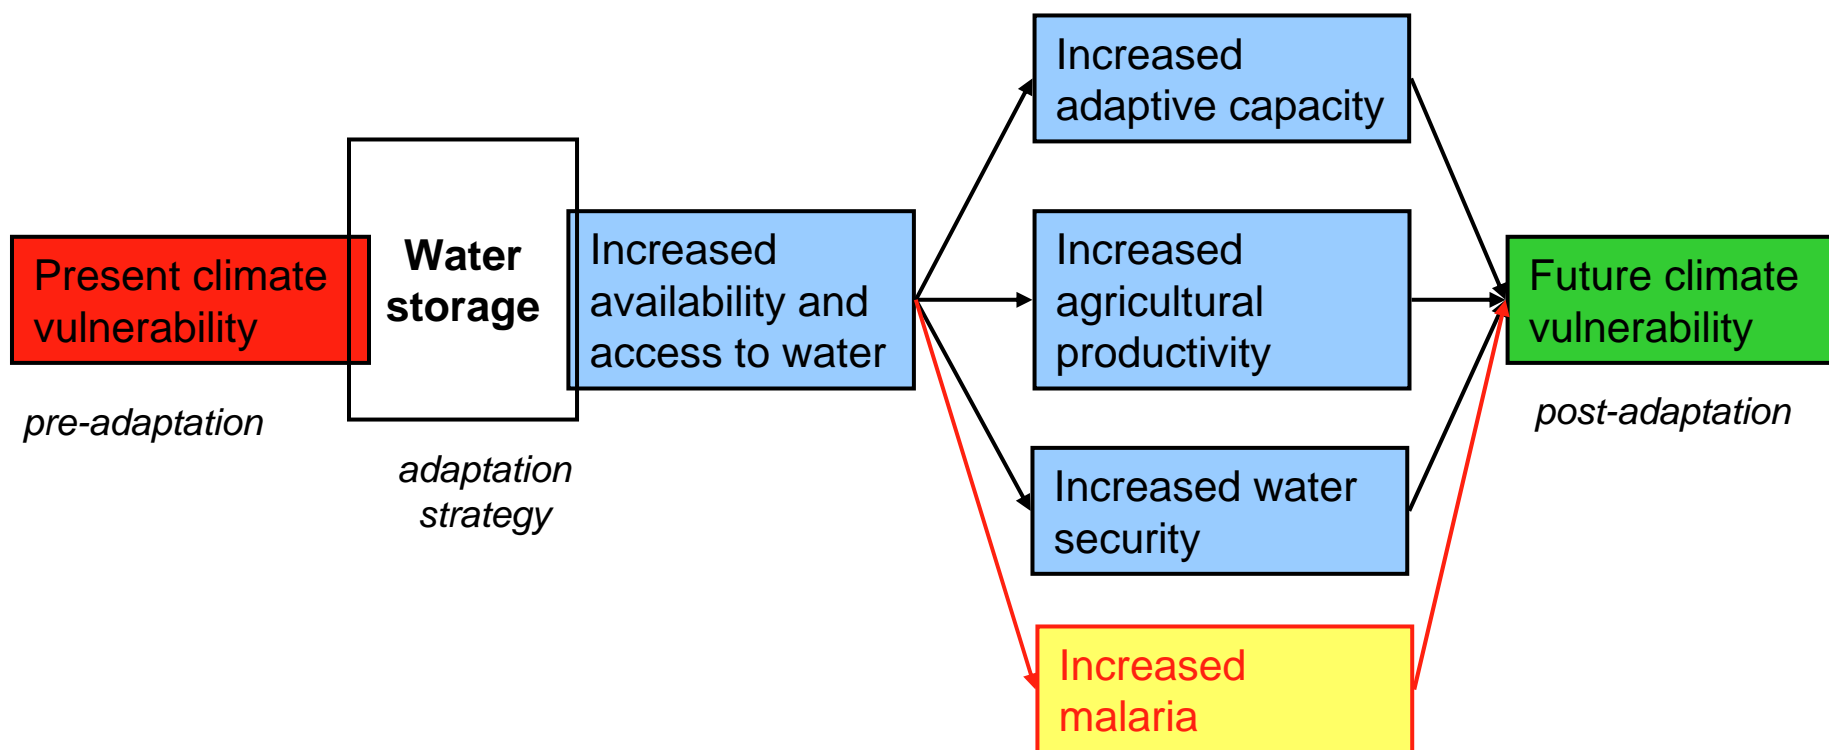 Present climate
vulnerability
pre-adaptation
Water
storage
adaptation
strategy
Increased
availability and
access to water
Increased
adaptive capacity
Increased
agricultural
productivity
Increased water
security
Increased
malaria
Future climate
vulnerability
post-adaptation